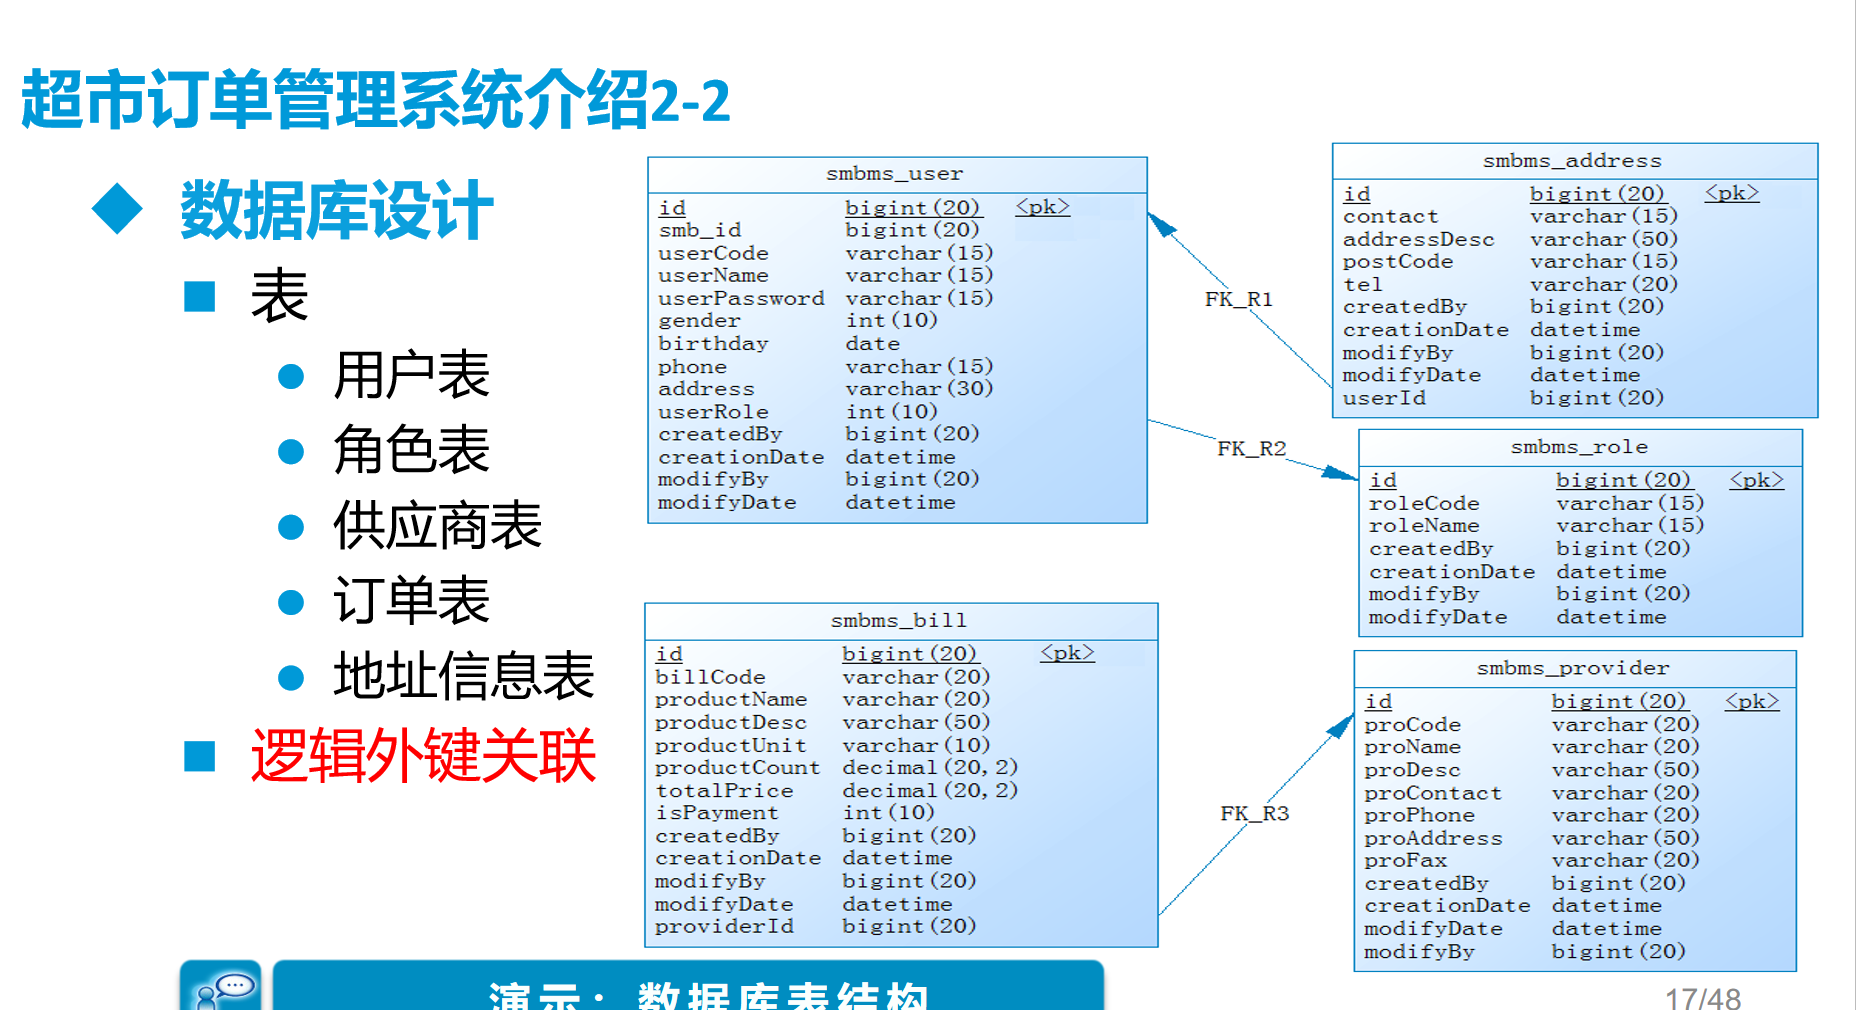 超市订单管理系统介绍2-2
数据库设计
表
用户表
角色表
供应商表
订单表
地址信息表
逻辑外键关联
smbms_user
id bigint(20) <pk>
smb_id bigint(20)
userCode varchar(15)
userName varchar(15)
userPassword varchar(15)
gender int(10)
birthday date
phone varchar(15)
address varchar(30)
userRole int(10)
createdBy bigint(20)
creationDate datetime
modifyBy bigint(20)
modifyDate datetime
FK_R1
FK_R2
smbms_address
id bigint(20) <pk>
contact varchar(15)
addressDesc varchar(50)
postCode varchar(15)
tel varchar(20)
createdBy bigint(20)
creationDate datetime
modifyBy bigint(20)
modifyDate datetime
userId bigint(20)
smbms_role
id bigint(20) <pk>
roleCode varchar(15)
roleName varchar(15)
createdBy bigint(20)
creationDate datetime
modifyBy bigint(20)
modifyDate datetime
smbms_bill
id bigint(20) <pk>
billCode varchar(20)
productName varchar(20)
productDesc varchar(50)
productUnit varchar(10)
productCount decimal(20,2)
totalPrice decimal(20,2)
isPayment int(10)
createdBy bigint(20)
creationDate datetime
modifyBy bigint(20)
modifyDate datetime
providerId bigint(20)
FK_R3
smbms_provider
id bigint(20) <pk>
proCode varchar(20)
proName varchar(20)
proDesc varchar(50)
proContact varchar(20)
proPhone varchar(20)
proAddress varchar(50)
proFax varchar(20)
createdBy bigint(20)
creationDate datetime
modifyDate datetime
modifyBy bigint(20)
演示：数据库表结构
17/48